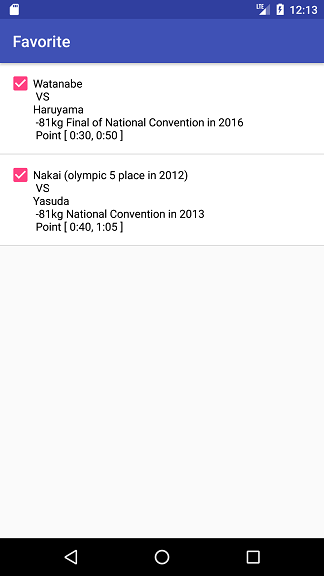 LTE 12:13
Favorite
Watanabe
VS
Haruyama
-81kg Final of National Convention in 2016
Point [ 0:30, 0:50 ]
Nakai (olympic 5 place in 2012)
VS
Yasuda
-81kg National Convention in 2013
Point [ 0:40, 1:05 ]